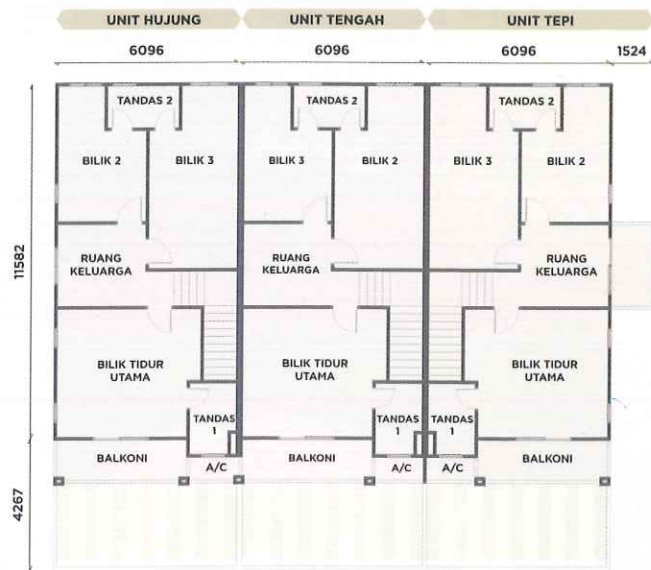 UNIT HUJUNG
UNIT TENGAH
UNIT TEPI
6096
6096
6096
1524
TANDAS 2
TANDAS 2
TANDAS 2
BILIK 2
BILIK 3
BILIK 3
BILIK 2
BILIK 3
BILIK 2
11582
RUANG
KELUARGA
RUANG
KELUARGA
RUANG
KELUARGA
BILIK TIDUR
UTAMA
BILIK TIDUR
UTAMA
BILIK TIDUR
UTAMA
TANDAS
1
TANDAS
1
TANDAS
1
BALKONI
A/C
BALKONI
A/C
A/C
BALKONI
4267